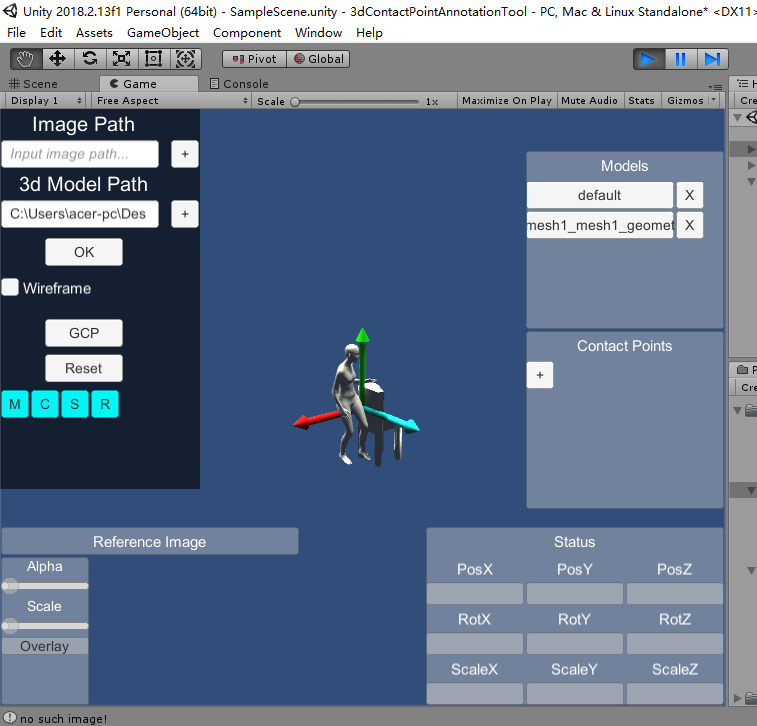 Unity 2018.2.13f1 Personal (64bit) - SampleScene.unity - 3dContactPointAnnotationTool - PC, Mac & Linux Standalone* <DX11>
File Edit Assets GameObject Component Window Help
Pivot Global
Scene Game Console
Display 1 Free Aspect Scale 1x Maximize On Play Mute Audio Stats Gizmos
Cre
Image Path
Input image path... +
3d Model Path
C:\Users\acer-pc\Des +
OK
Wireframe
GCP
Reset
M C S R
Models
default X
mesh1_mesh1_geomet X
Contact Points
+
P
Cre
Reference Image
Alpha
Scale
Overlay
Status
PosX PosY PosZ
RotX RotY RotZ
ScaleX ScaleY ScaleZ
no such image!